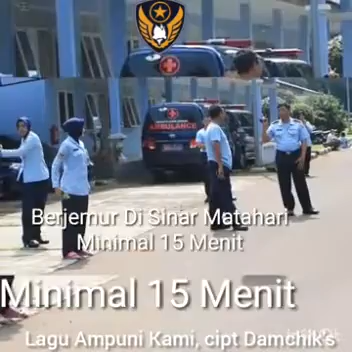 AMBULANCE
Berjemur Di Sinar Matahari
Minimal 15 Menit
Minimal 15 Menit
Lagu Ampuni Kami, cipt Damchik's